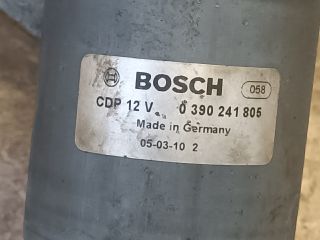 BOSCH 058
CDP 12 V 0 390 241 805
Made in Germany
05-03-10 2